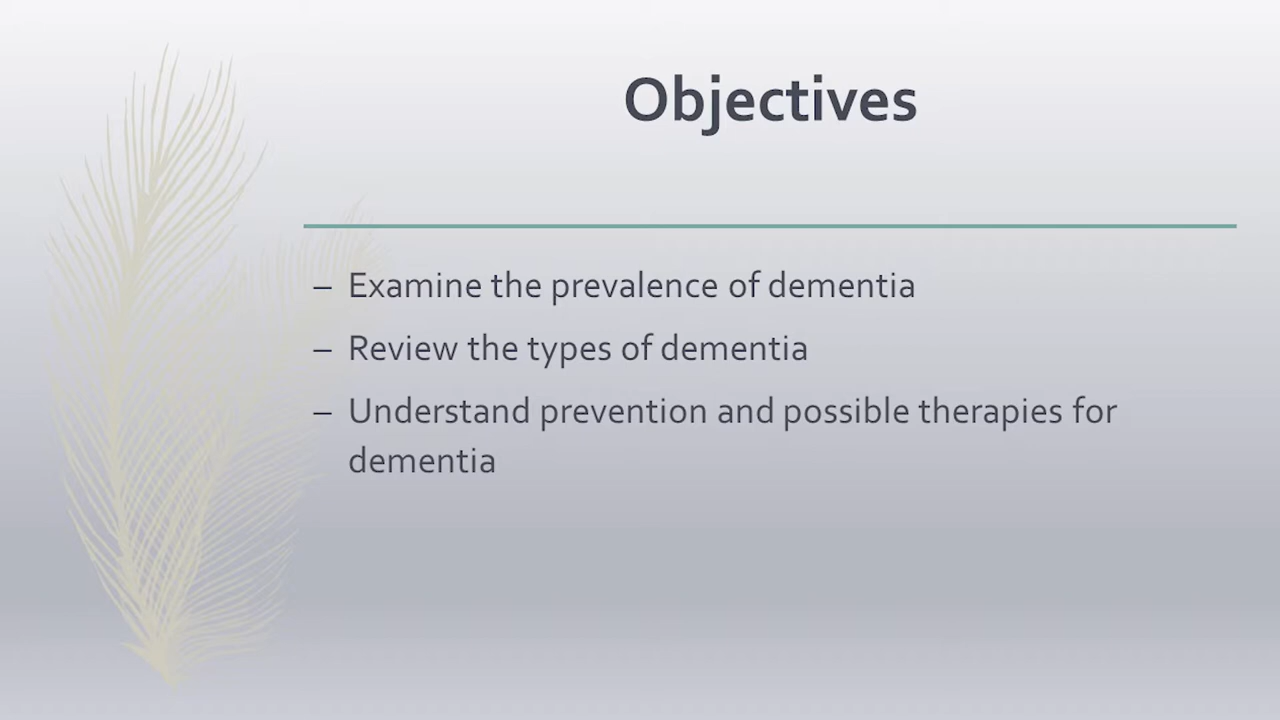 Objectives
– Examine the prevalence of dementia
– Review the types of dementia
– Understand prevention and possible therapies for
dementia